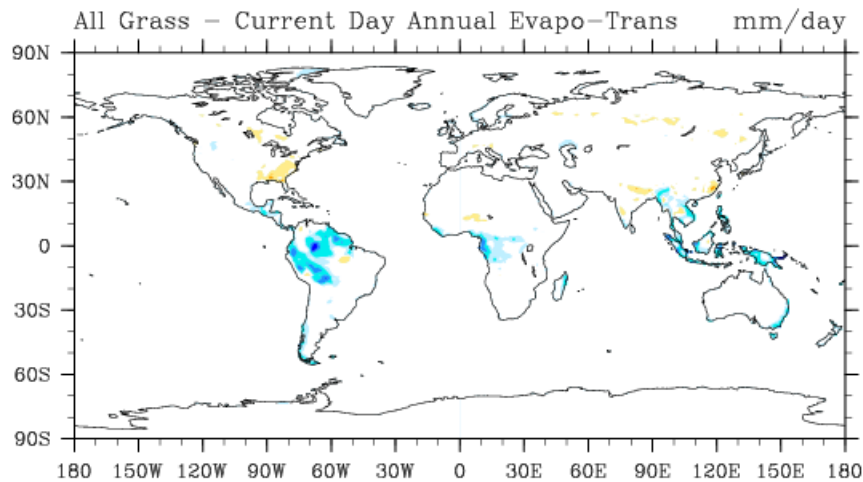 All Grass - Current Day Annual Evapo-Trans mm/day
90N
60N
30N
0
30S
60S
90S
180 150W 120W 90W 60W 30W 0 30E 60E 90E 120E 150E 180